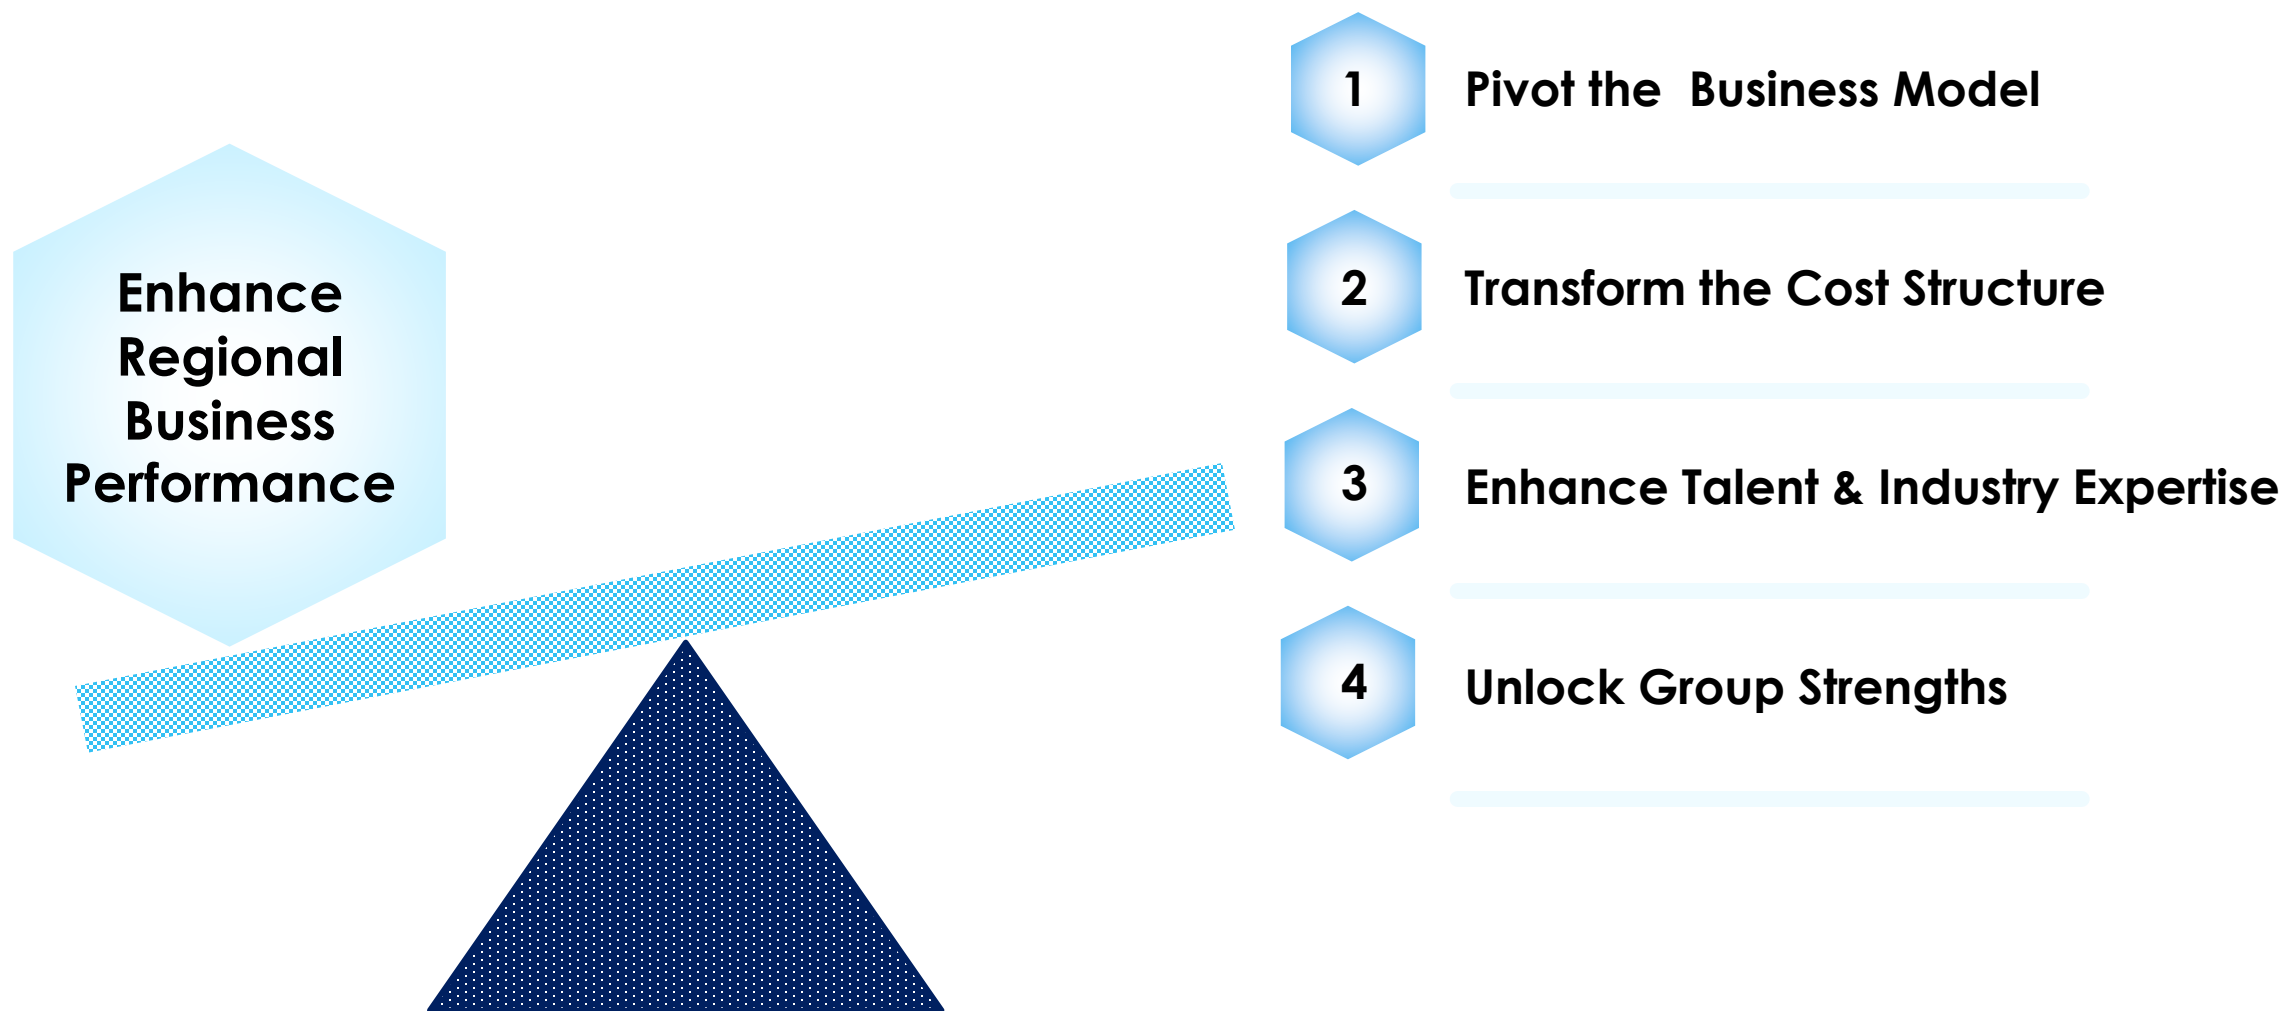 Enhance
Regional
Business
Performance
1 Pivot the  Business Model
2 Transform the Cost Structure
3 Enhance Talent & Industry Expertise
4 Unlock Group Strengths